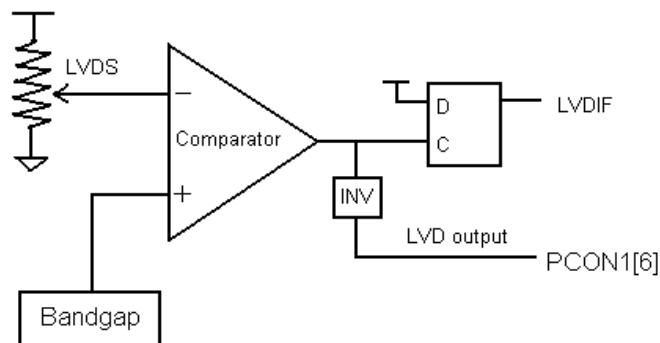 LVDS
−
Comparator
+
D
LVDIF
C
INV
LVD output
PCON1[6]
Bandgap